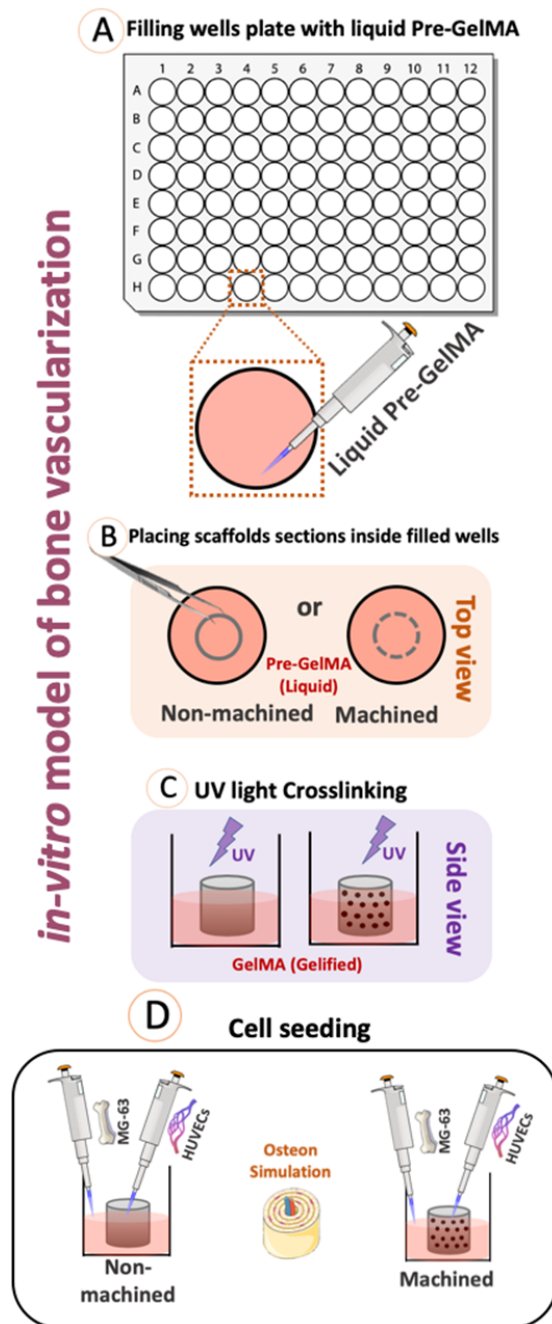 in-vitro model of bone vascularization
A Filling wells plate with liquid Pre-GelMA
1 2 3 4 5 6 7 8 9 10 11 12
A
B
C
D
E
F
G
H
Liquid Pre-GelMA
B Placing scaffolds sections inside filled wells
or
Pre-GelMA
(Liquid)
Non-machined
Machined
Top view
C UV light Crosslinking
UV
UV
GelMA (Gelified)
Side view
D Cell seeding
MG-63
HUVECs
Non-
machined
Osteon
Simulation
MG-63
HUVECs
Machined